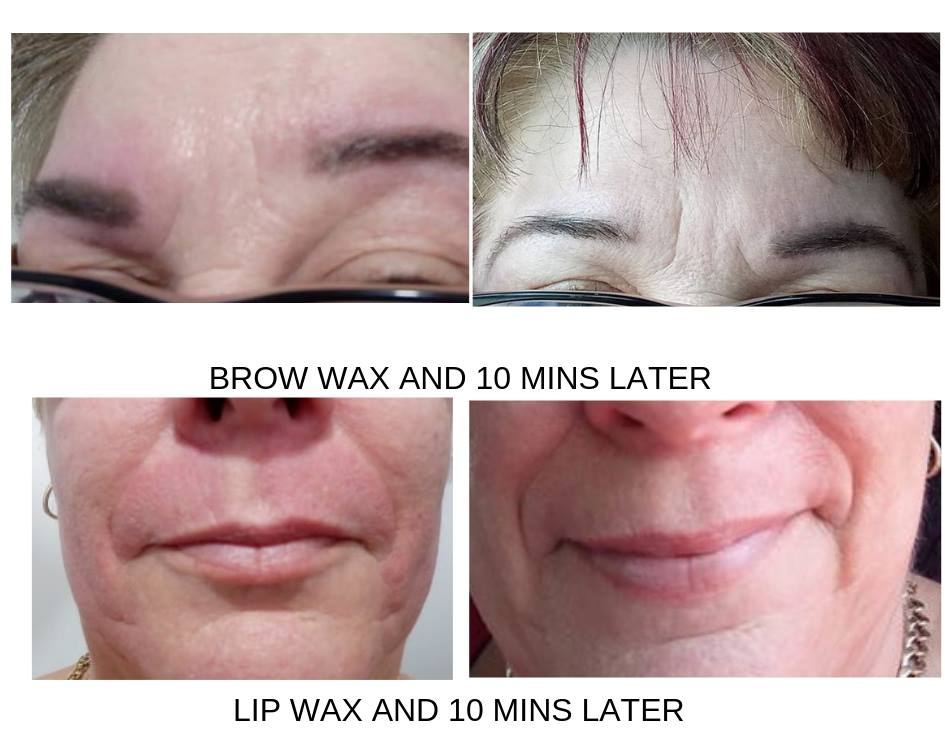 BROW WAX AND 10 MINS LATER
LIP WAX AND 10 MINS LATER